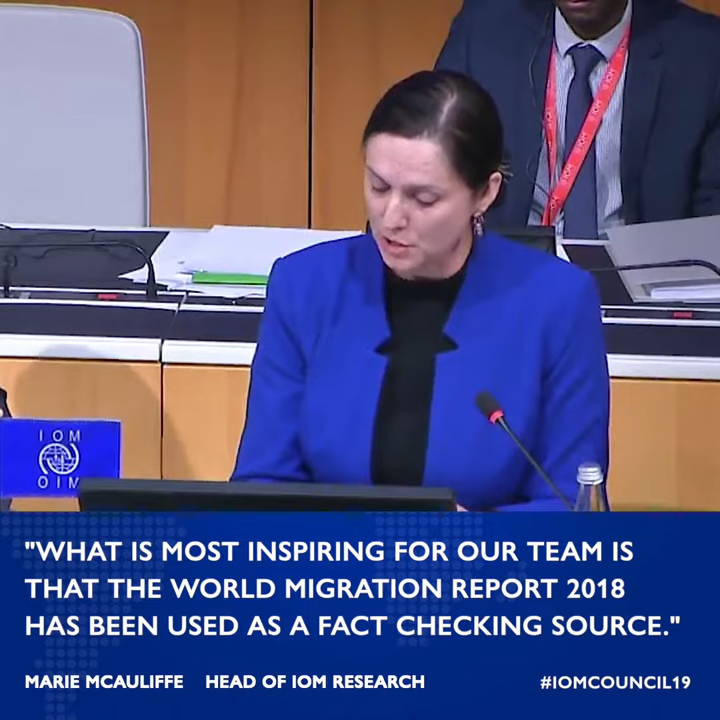 IOM
OIM
"WHAT IS MOST INSPIRING FOR OUR TEAM IS
THAT THE WORLD MIGRATION REPORT 2018
HAS BEEN USED AS A FACT CHECKING SOURCE."
MARIE MCAULIFFE HEAD OF IOM RESEARCH #IOMCOUNCIL19